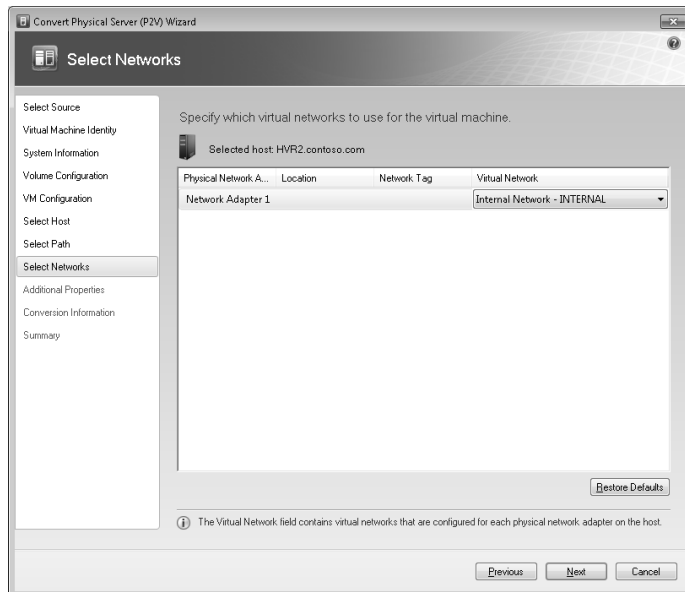 Convert Physical Server (P2V) Wizard
Select Networks
Select Source
Virtual Machine Identity
System Information
Volume Configuration
VM Configuration
Select Host
Select Path
Select Networks
Additional Properties
Conversion Information
Summary
Specify which virtual networks to use for the virtual machine.
Selected host: HVR2.contoso.com
Physical Network A... Location Network Tag Virtual Network
Network Adapter 1 Internal Network - INTERNAL
Restore Defaults
The Virtual Network field contains virtual networks that are configured for each physical network adapter on the host.
Previous Next Cancel